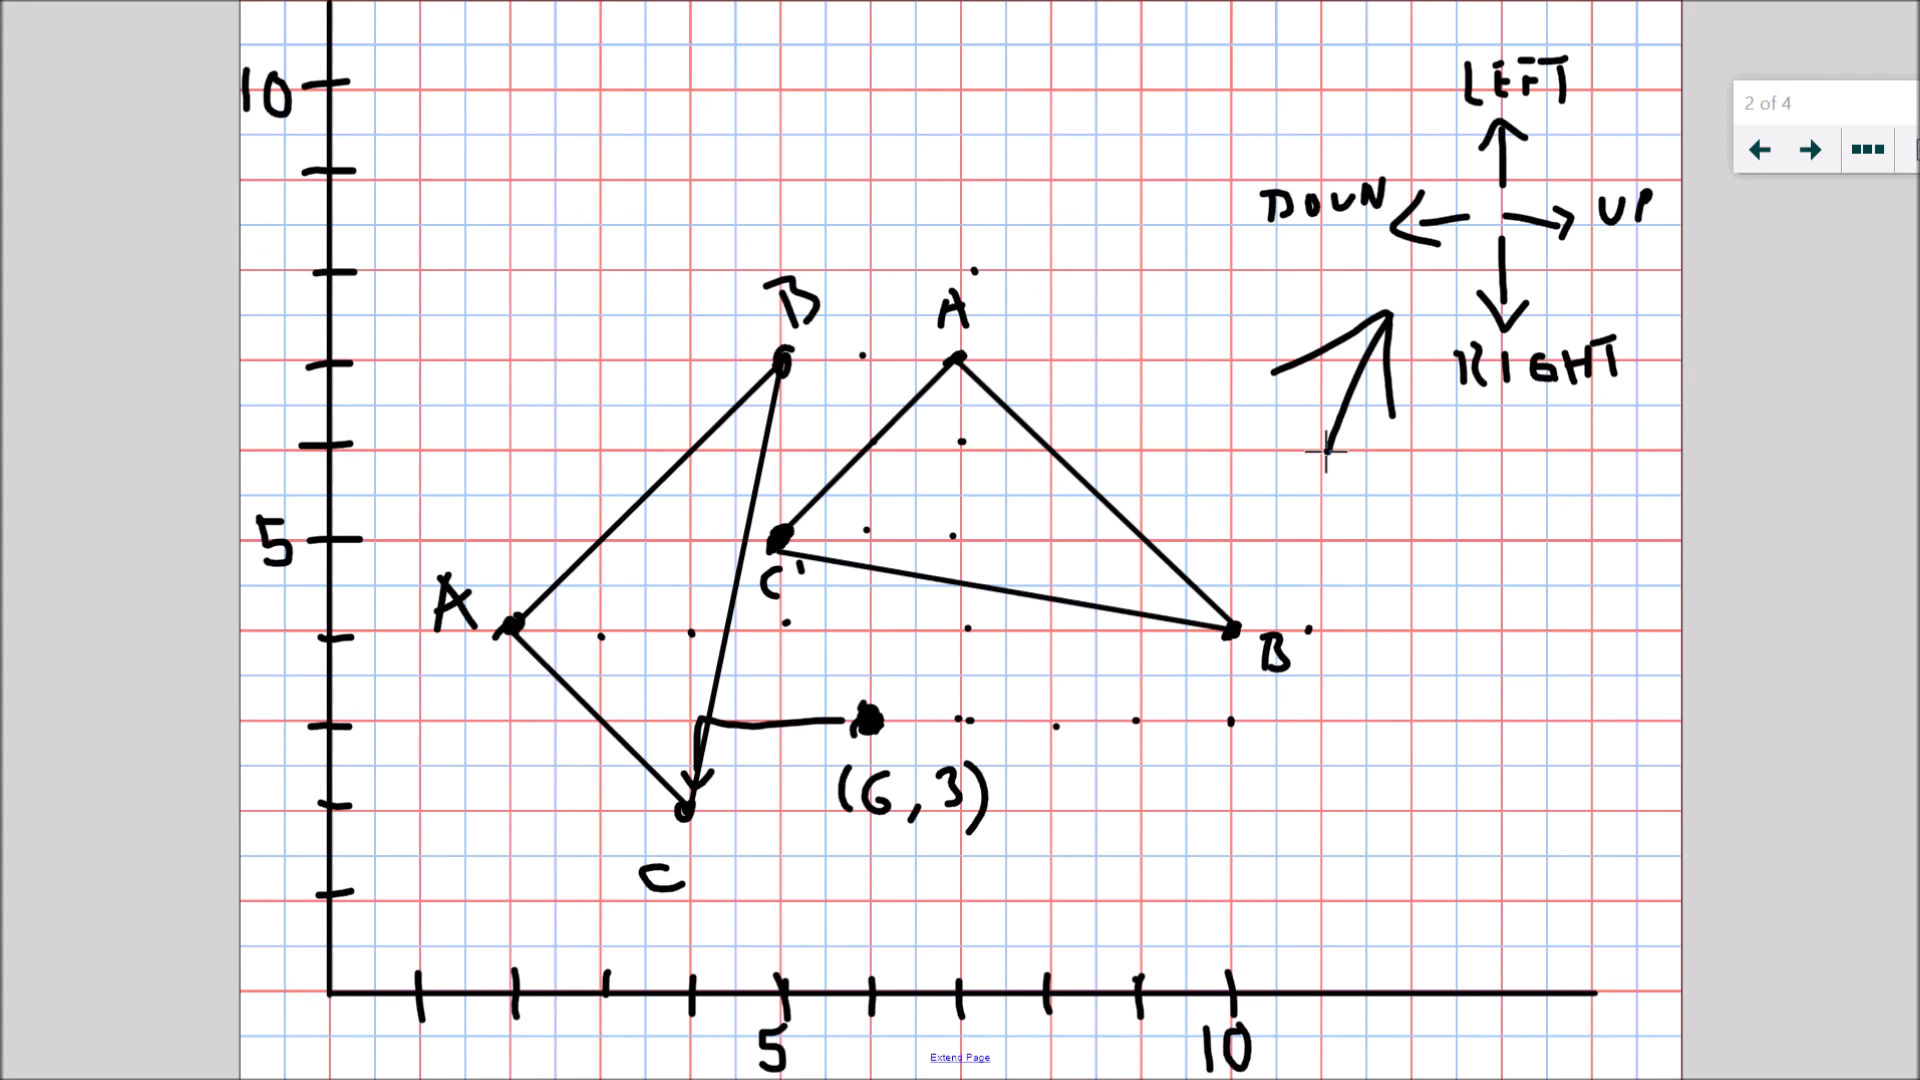 10
LEFT
2 of 4
DOWN
UP
B
A'
RIGHT
5
A
C'
B'
(6,3)
C
5
10
Extend Page